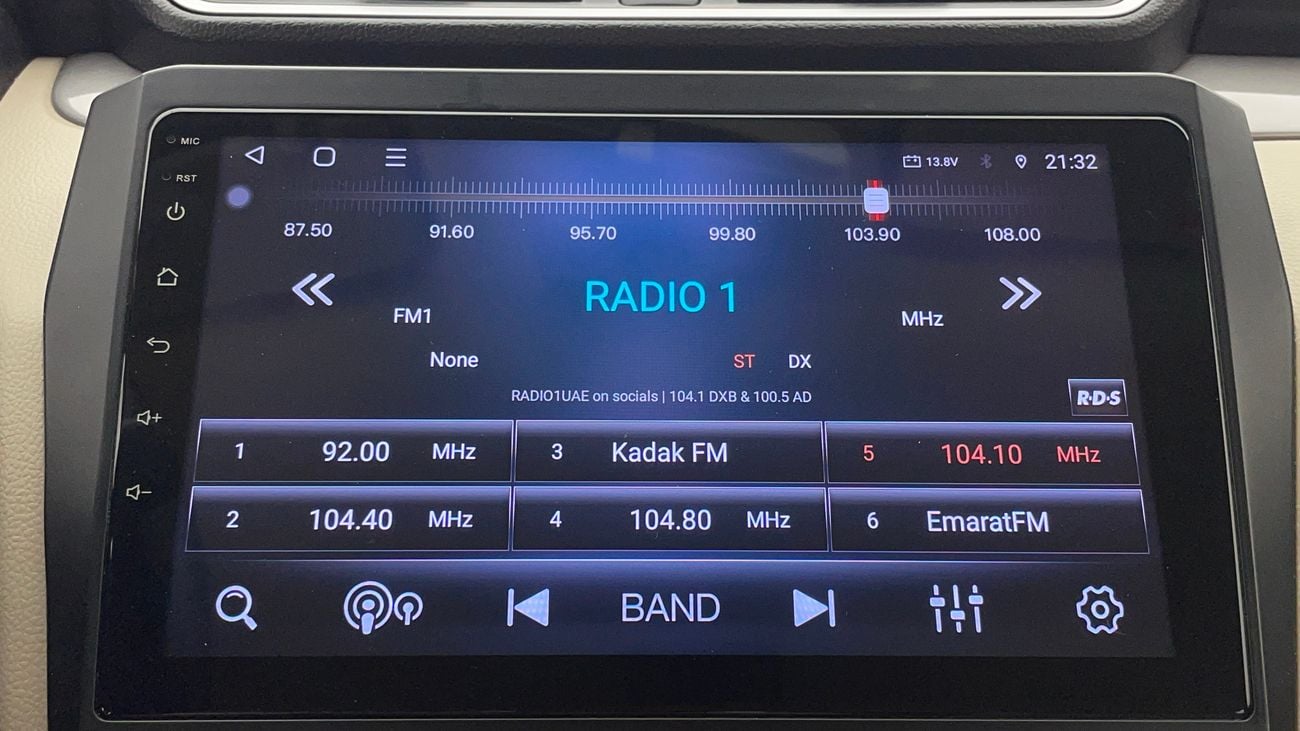 MIC
RST
13.8V 21:32
87.50 91.60 95.70 99.80 103.90 108.00
RADIO 1
FM1 MHz
None ST DX
RADIO1UAE on socials | 104.1 DXB & 100.5 AD
R·D·S
1 92.00 MHz 3 Kadak FM 5 104.10 MHz
2 104.40 MHz 4 104.80 MHz 6 EmaratFM
BAND